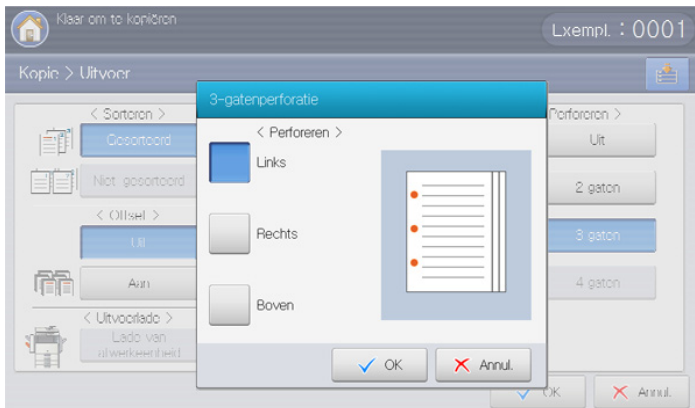 Klaar om te kopiëren
Exempl. : 0001
Kopie > Uitvoer
3-gatenperforatie
< Sorteren >
Gesorteerd
Niet gesorteerd
< Offset >
Uit
Aan
< Uitvoerlade >
Lade van
afwerkeenheid
< Perforeren >
Links
Rechts
Boven
OK
Annul.
Perforeren >
Uit
2 gaten
3 gaten
4 gaten
OK
Annul.